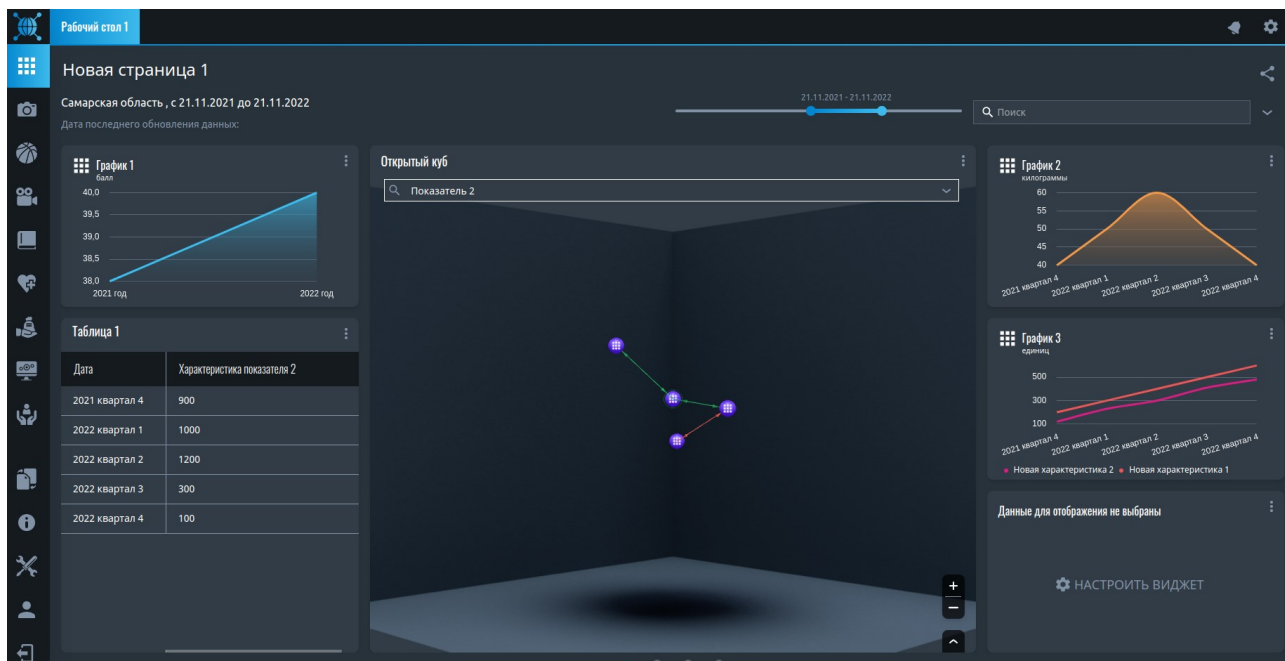 Рабочий стол 1
Новая страница 1
Самарская область , с 21.11.2021 до 21.11.2022
Дата последнего обновления данных:
21.11.2021 - 21.11.2022
Поиск
График 1
балл
40,0
39,5
39,0
38,5
38,0
2021 год
2022 год
Таблица 1
Дата Характеристика показателя 2
2021 квартал 4 900
2022 квартал 1 1000
2022 квартал 2 1200
2022 квартал 3 300
2022 квартал 4 100
Открытый куб
Показатель 2
+
−
График 2
килограммы
60
55
50
45
40
2021 квартал 4
2022 квартал 1
2022 квартал 2
2022 квартал 3
2022 квартал 4
График 3
единиц
500
300
100
2021 квартал 4
2022 квартал 1
2022 квартал 2
2022 квартал 3
2022 квартал 4
Новая характеристика 2 Новая характеристика 1
Данные для отображения не выбраны
НАСТРОИТЬ ВИДЖЕТ